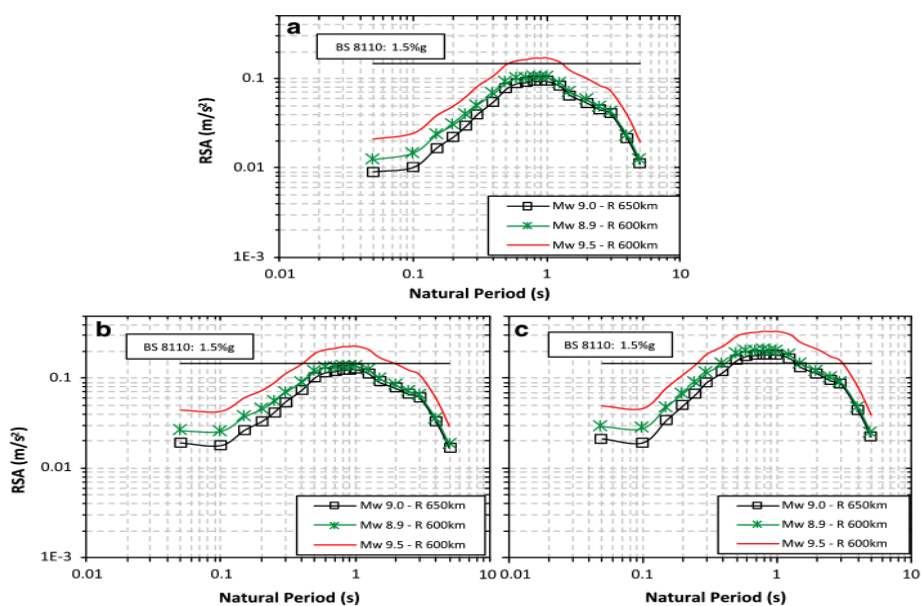 a
BS 8110: 1.5%g
0.1
0.01
1E-3
RSA (m/s²)
Mw 9.0 - R 650km
Mw 8.9 - R 600km
Mw 9.5 - R 600km
0.01 0.1 1 10
Natural Period (s)
b
BS 8110: 1.5%g
0.1
0.01
1E-3
RSA (m/s²)
Mw 9.0 - R 650km
Mw 8.9 - R 600km
Mw 9.5 - R 600km
0.01 0.1 1 10
Natural Period (s)
c
BS 8110: 1.5%g
Mw 9.0 - R 650km
Mw 8.9 - R 600km
Mw 9.5 - R 600km
0.01 0.1 1 10
Natural Period (s)